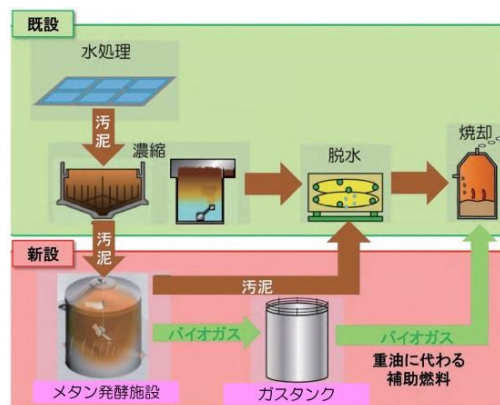 既設
水処理
汚泥
濃縮
脱水
焼却
汚泥
新設
汚泥
バイオガス
バイオガス
重油に代わる
補助燃料
メタン発酵施設
ガスタンク